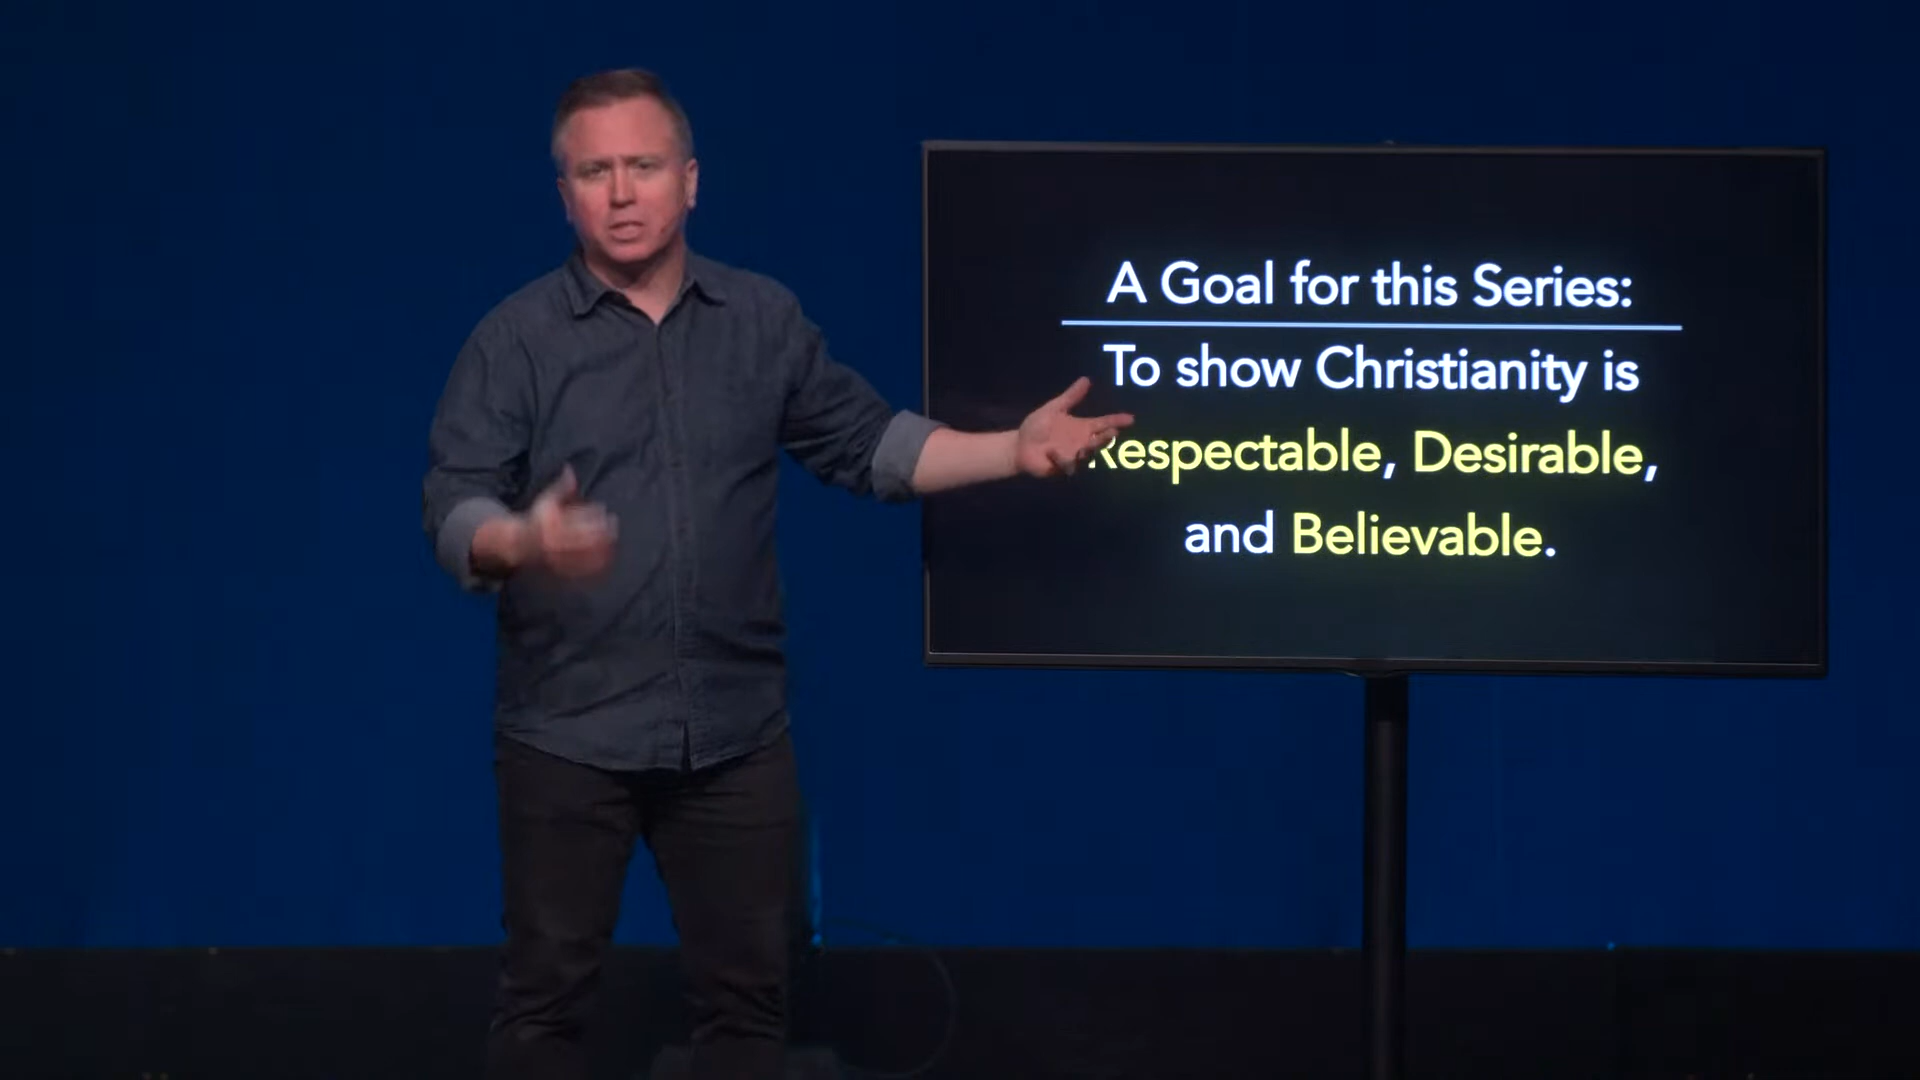 A Goal for this Series:
To show Christianity is
Respectable, Desirable,
and Believable.